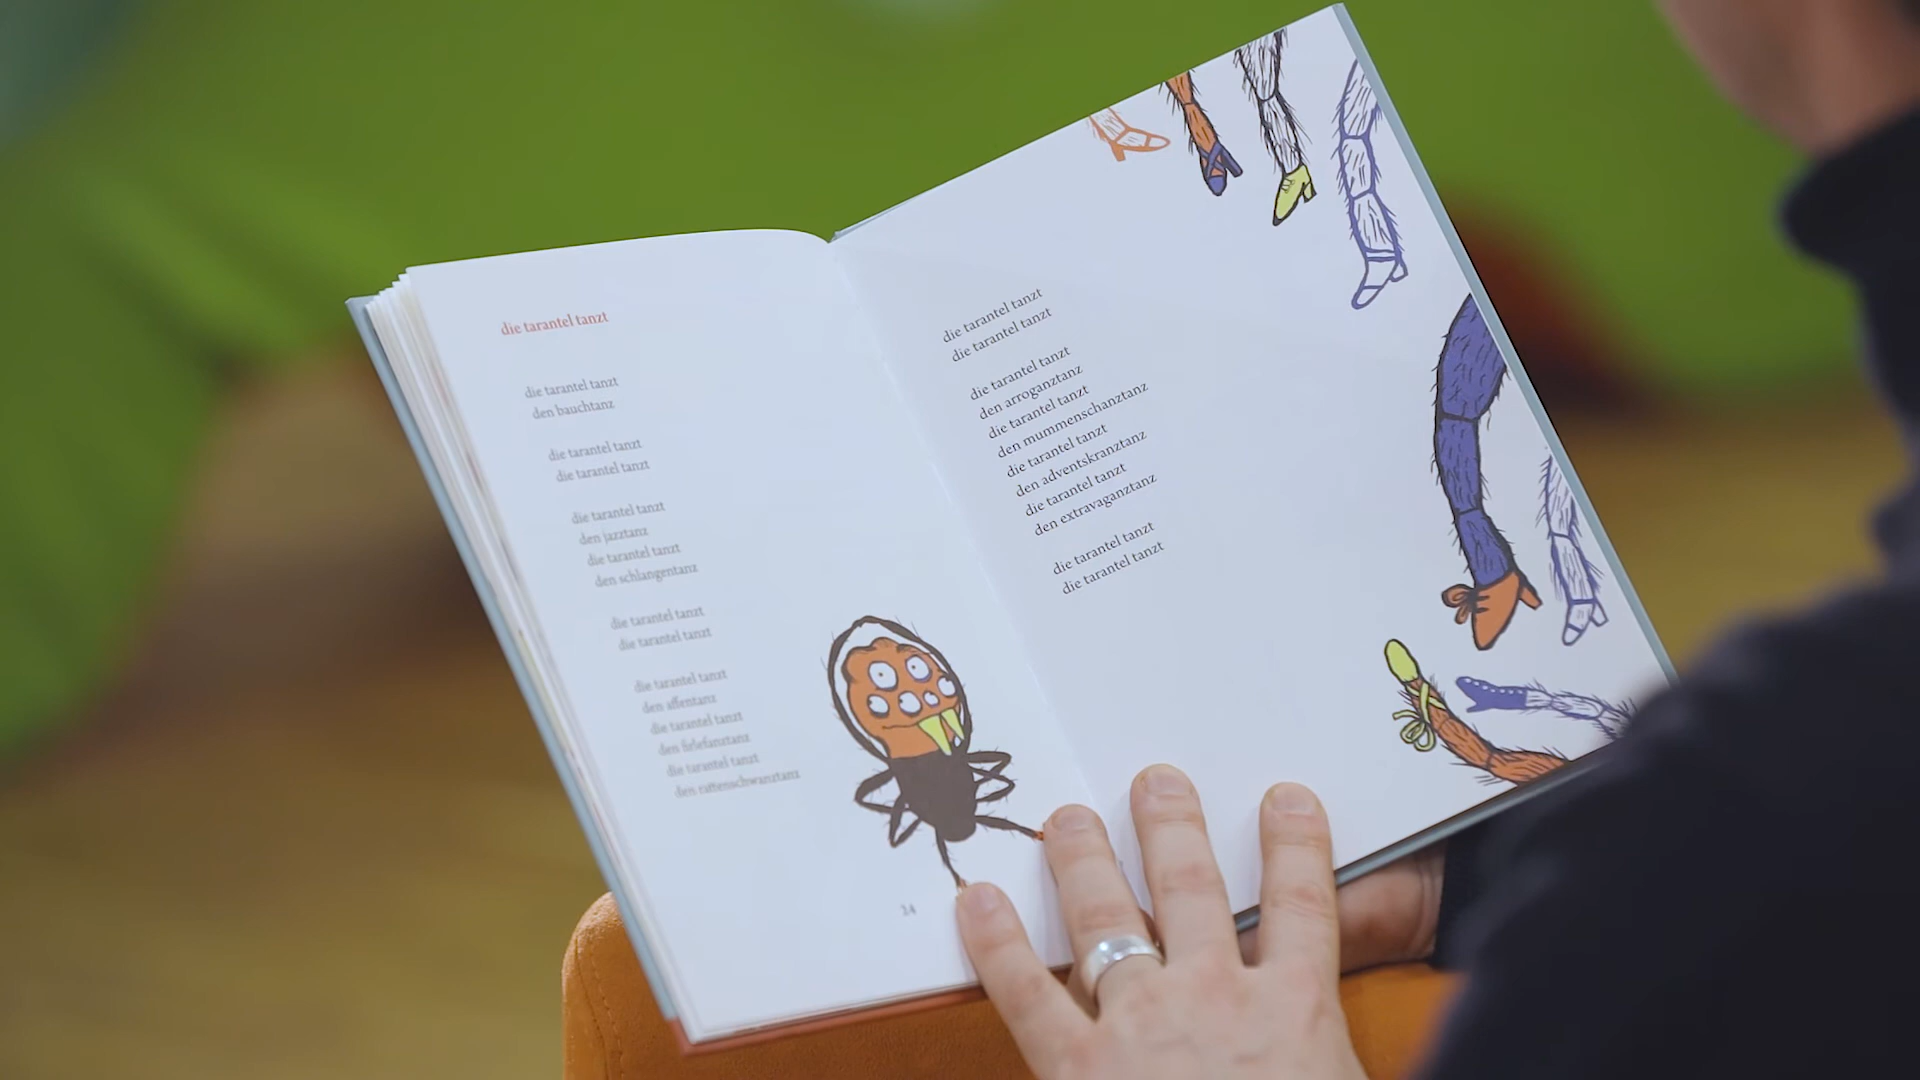 die tarantel tanzt
die tarantel tanzt
den bauchtanz
die tarantel tanzt
die tarantel tanzt
die tarantel tanzt
den jazztanz
die tarantel tanzt
den schlangentanz
die tarantel tanzt
die tarantel tanzt
die tarantel tanzt
den affentanz
die tarantel tanzt
den firlefanztanz
die tarantel tanzt
den rattenschwanztanz
14
die tarantel tanzt
die tarantel tanzt
die tarantel tanzt
den arroganztanz
die tarantel tanzt
den mummenschanztanz
die tarantel tanzt
den adventskranztanz
die tarantel tanzt
den extravaganztanz
die tarantel tanzt
die tarantel tanzt